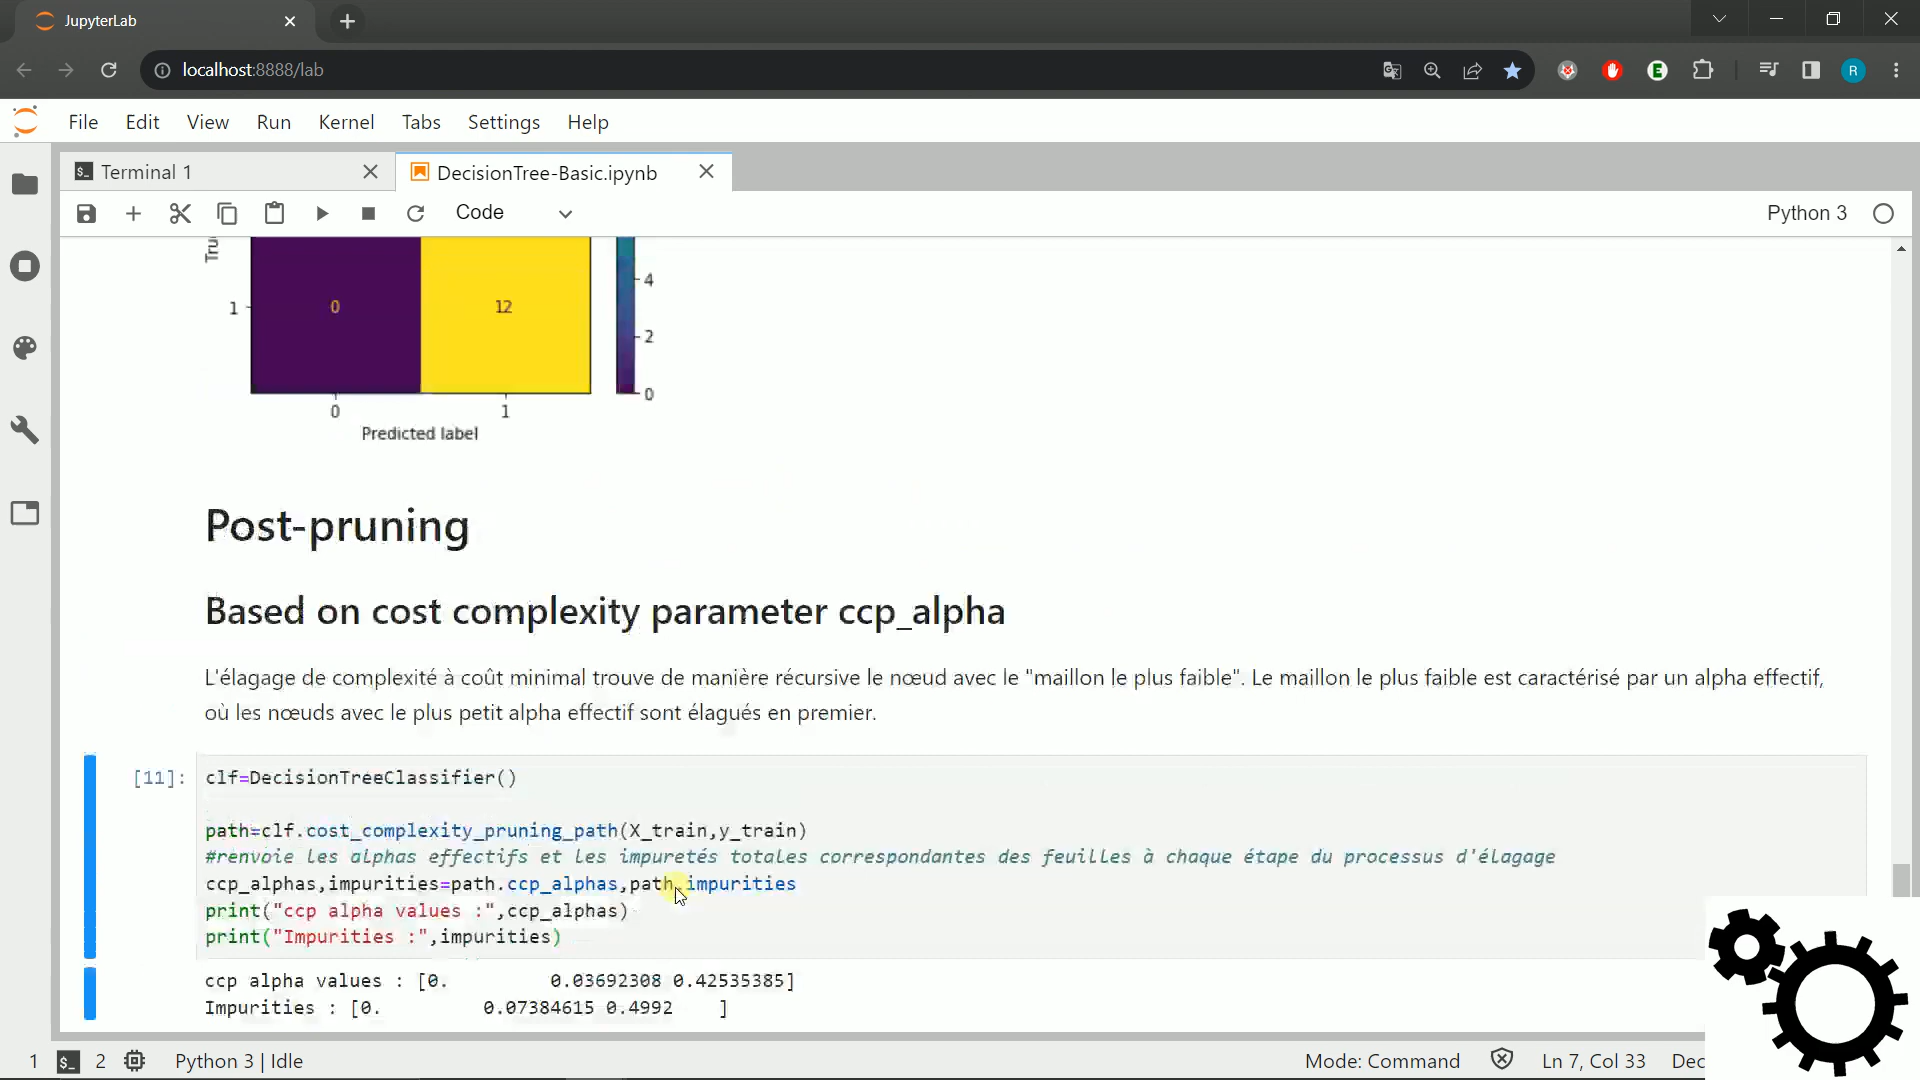 JupyterLab
localhost:8888/lab
R
File Edit View Run Kernel Tabs Settings Help
Terminal 1
DecisionTree-Basic.ipynb
Code
Python 3
Tru
4
1 0 12
2
0
0 1
Predicted label
Post-pruning
Based on cost complexity parameter ccp_alpha
L'élagage de complexité à coût minimal trouve de manière récursive le nœud avec le "maillon le plus faible". Le maillon le plus faible est caractérisé par un alpha effectif,
où les nœuds avec le plus petit alpha effectif sont élagués en premier.
[11]: clf=DecisionTreeClassifier()
path=clf.cost_complexity_pruning_path(X_train,y_train)
#renvoie les alphas effectifs et les impuretés totales correspondantes des feuilles à chaque étape du processus d'élagage
ccp_alphas,impurities=path.ccp_alphas,path.impurities
print("ccp alpha values :",ccp_alphas)
print("Impurities :",impurities)
ccp alpha values : [0. 0.03692308 0.42535385]
Impurities : [0. 0.07384615 0.4992 ]
1 2 Python 3 | Idle
Mode: Command Ln 7, Col 33 Dec